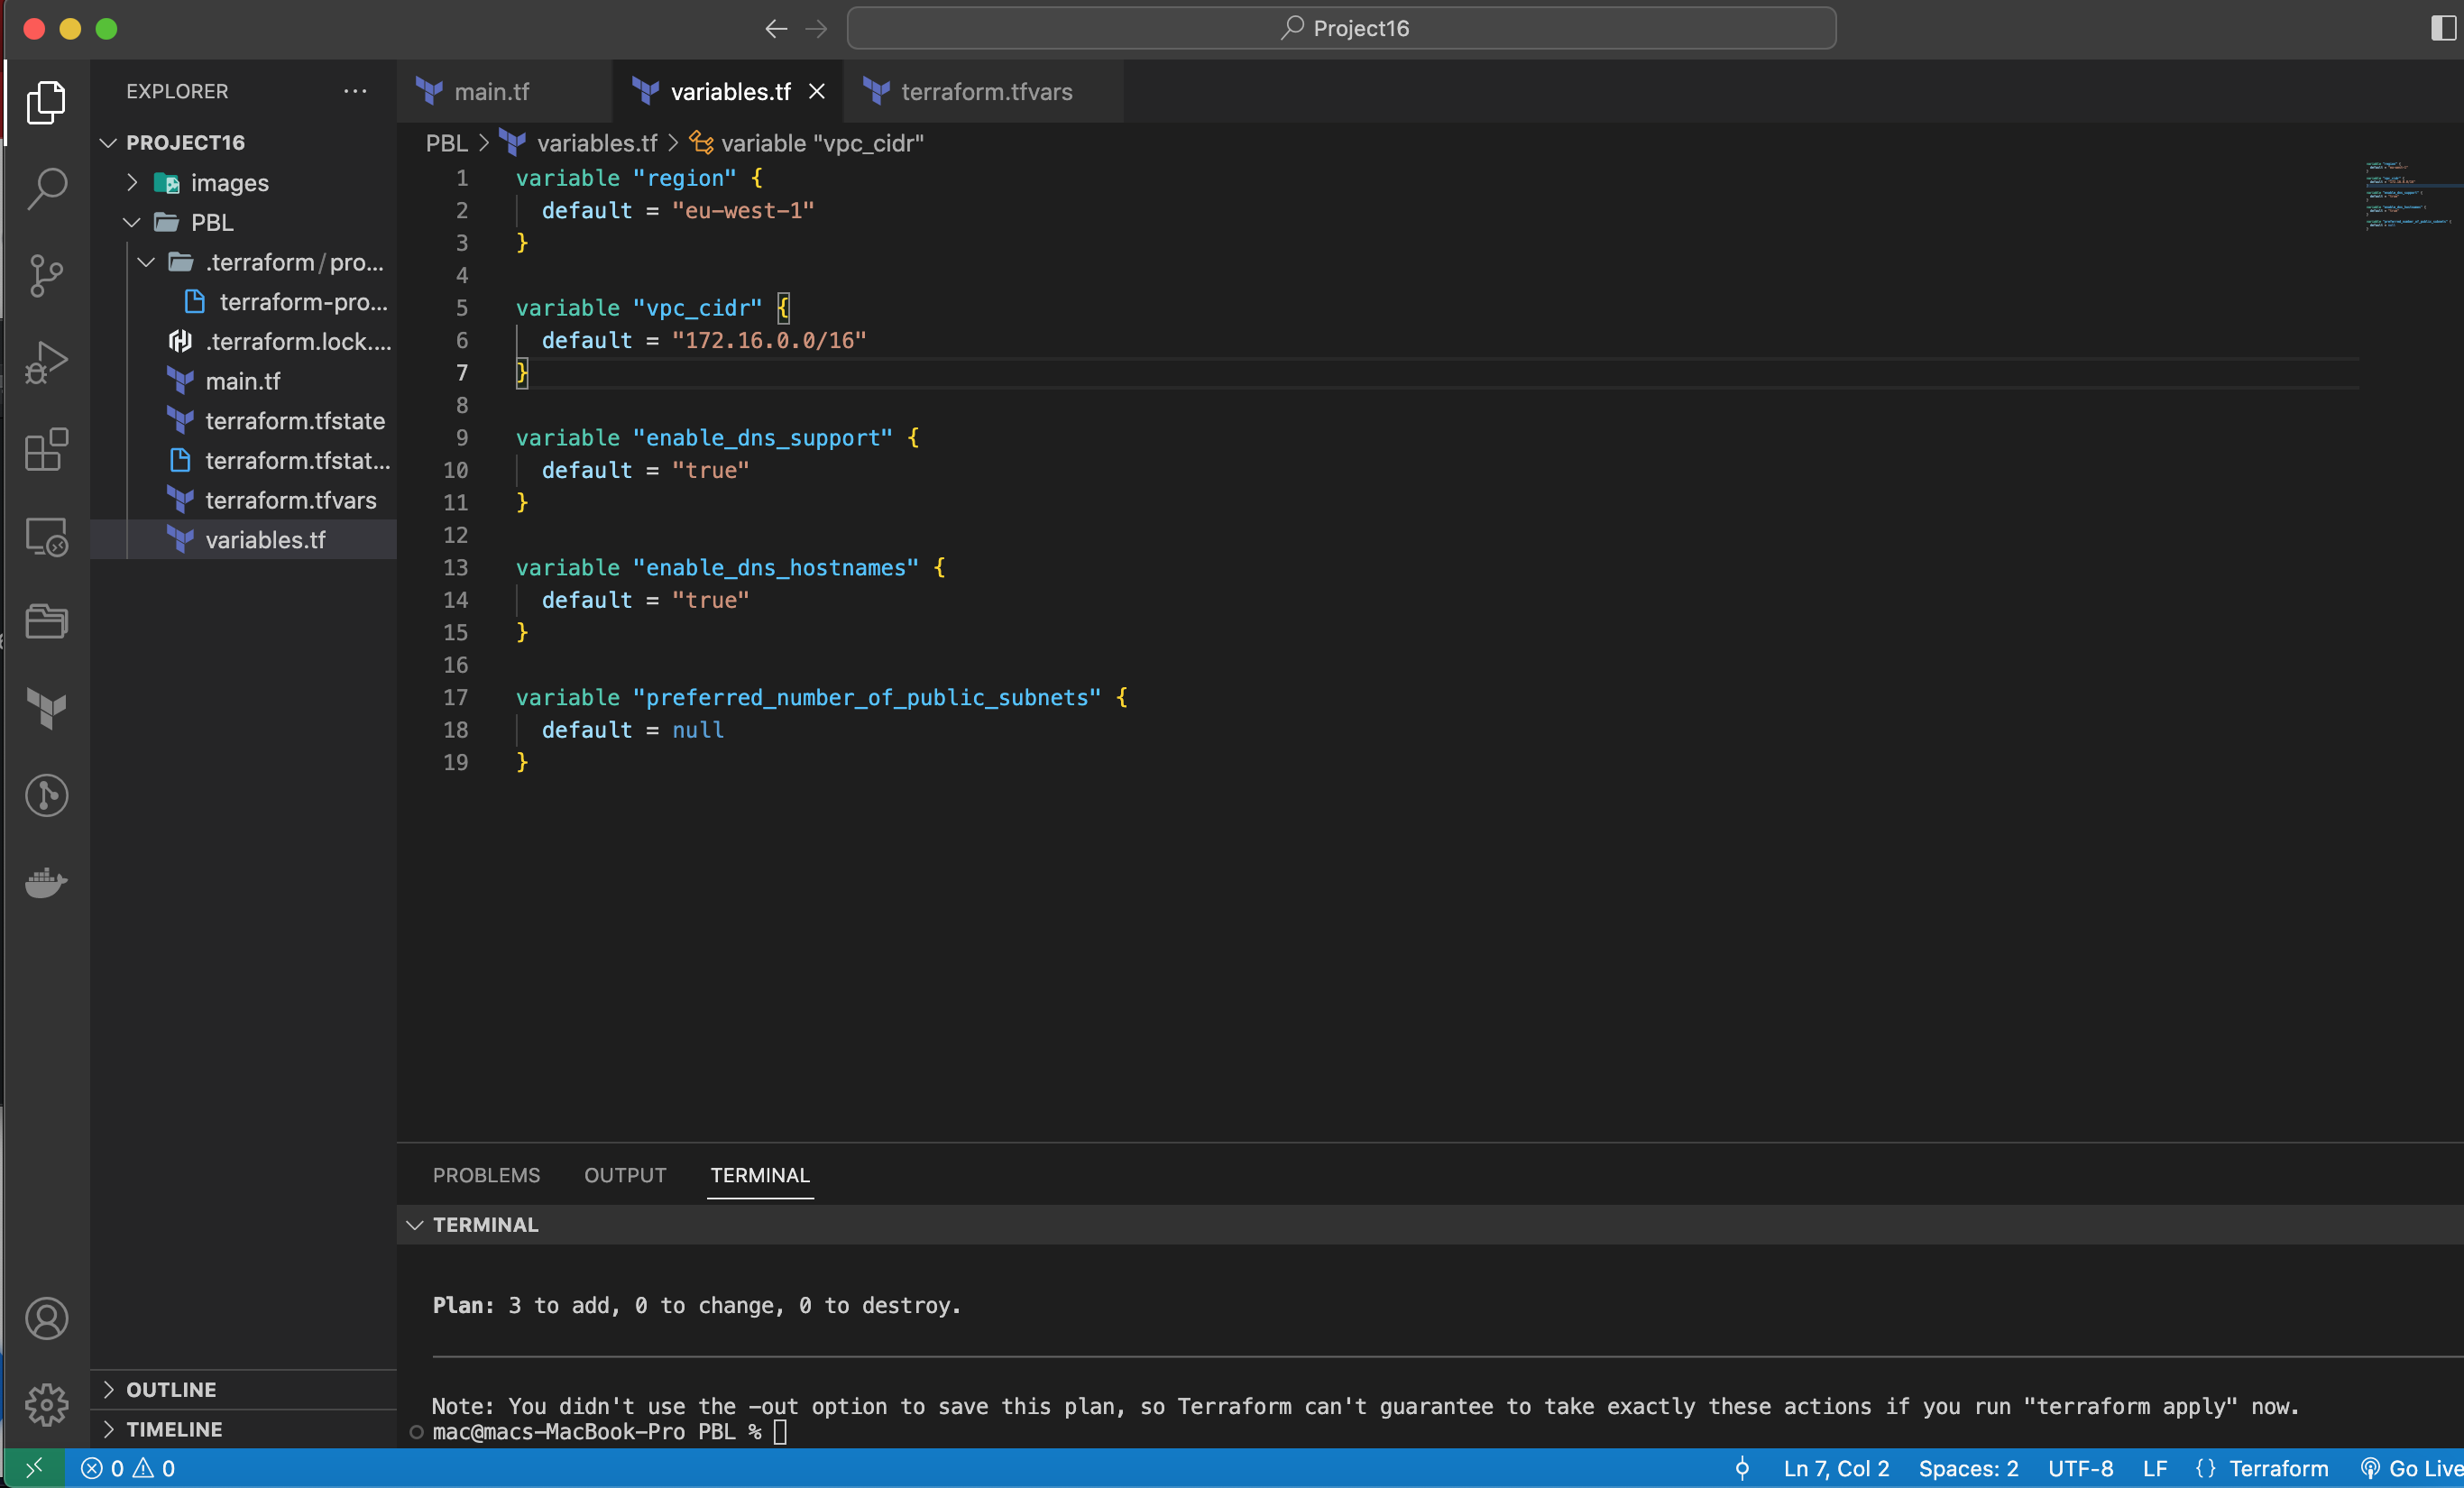 Project16
EXPLORER
PROJECT16
images
PBL
.terraform/pro...
terraform-pro...
.terraform.lock....
main.tf
terraform.tfstate
terraform.tfstat...
terraform.tfvars
variables.tf
OUTLINE
TIMELINE
main.tf variables.tf terraform.tfvars
PBL > variables.tf > variable "vpc_cidr"
1 variable "region" {
2 default = "eu-west-1"
3 }
4
5 variable "vpc_cidr" {
6 default = "172.16.0.0/16"
7 }
8
9 variable "enable_dns_support" {
10 default = "true"
11 }
12
13 variable "enable_dns_hostnames" {
14 default = "true"
15 }
16
17 variable "preferred_number_of_public_subnets" {
18 default = null
19 }
PROBLEMS OUTPUT TERMINAL
TERMINAL
Plan: 3 to add, 0 to change, 0 to destroy.
Note: You didn't use the -out option to save this plan, so Terraform can't guarantee to take exactly these actions if you run "terraform apply" now.
mac@macs-MacBook-Pro PBL %
0 0 Ln 7, Col 2 Spaces: 2 UTF-8 LF {} Terraform Go Live